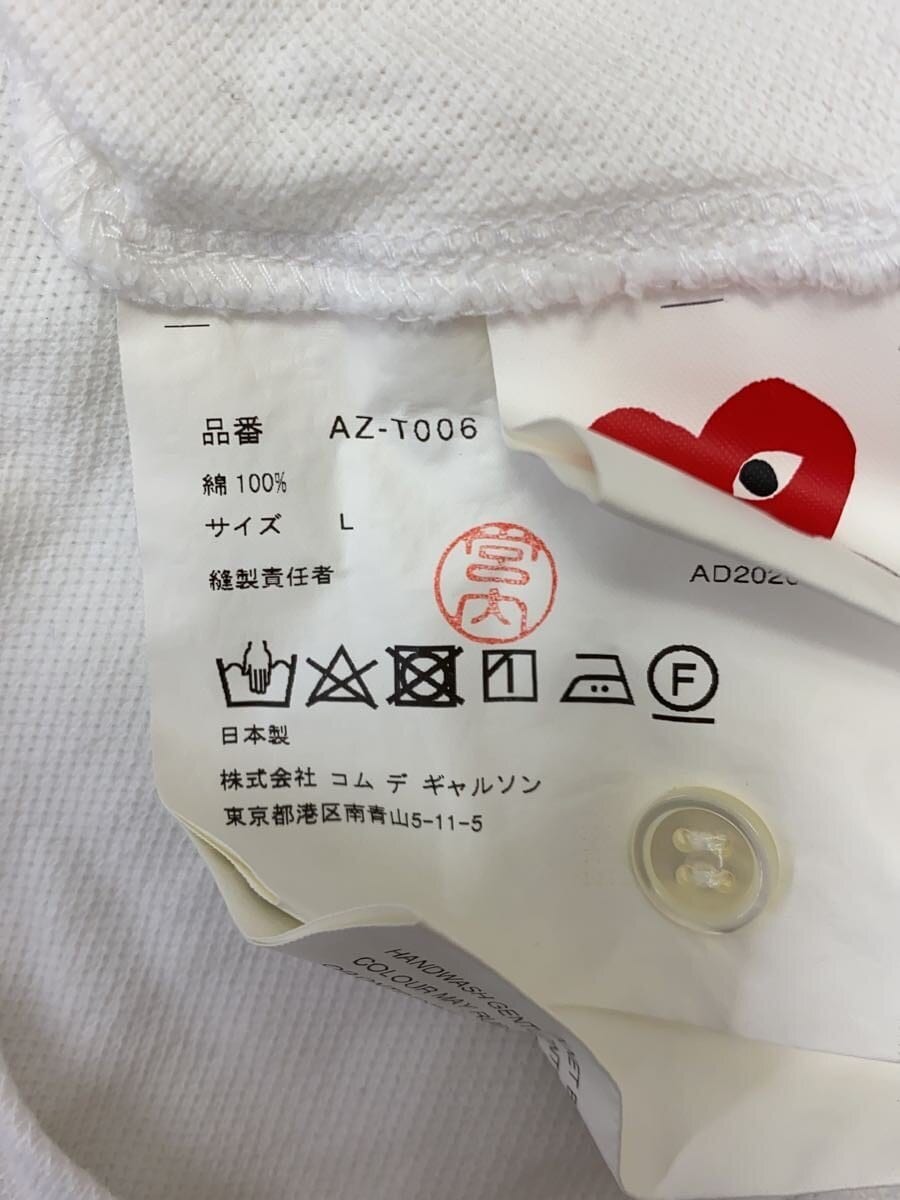 品番 AZ-T006
綿 100%
サイズ L
縫製責任者
宮内
AD2020
F
日本製
株式会社 コム デ ギャルソン
東京都港区南青山5-11-5
HANDWASH
COLOUR MAY